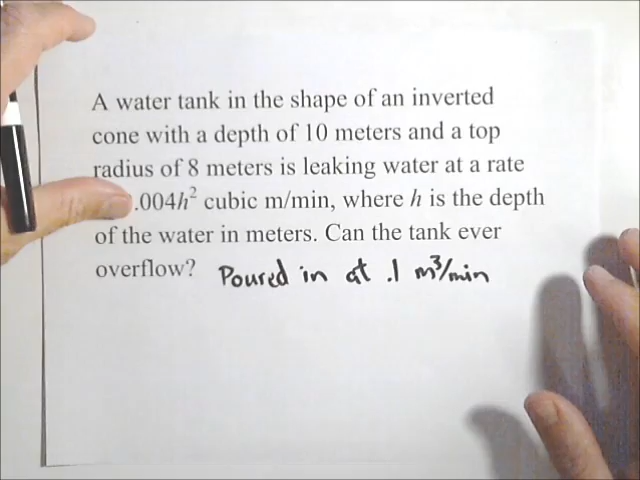 A water tank in the shape of an inverted
cone with a depth of 10 meters and a top
radius of 8 meters is leaking water at a rate
.004h² cubic m/min, where h is the depth
of the water in meters. Can the tank ever
overflow? Poured in at .1 m³/min